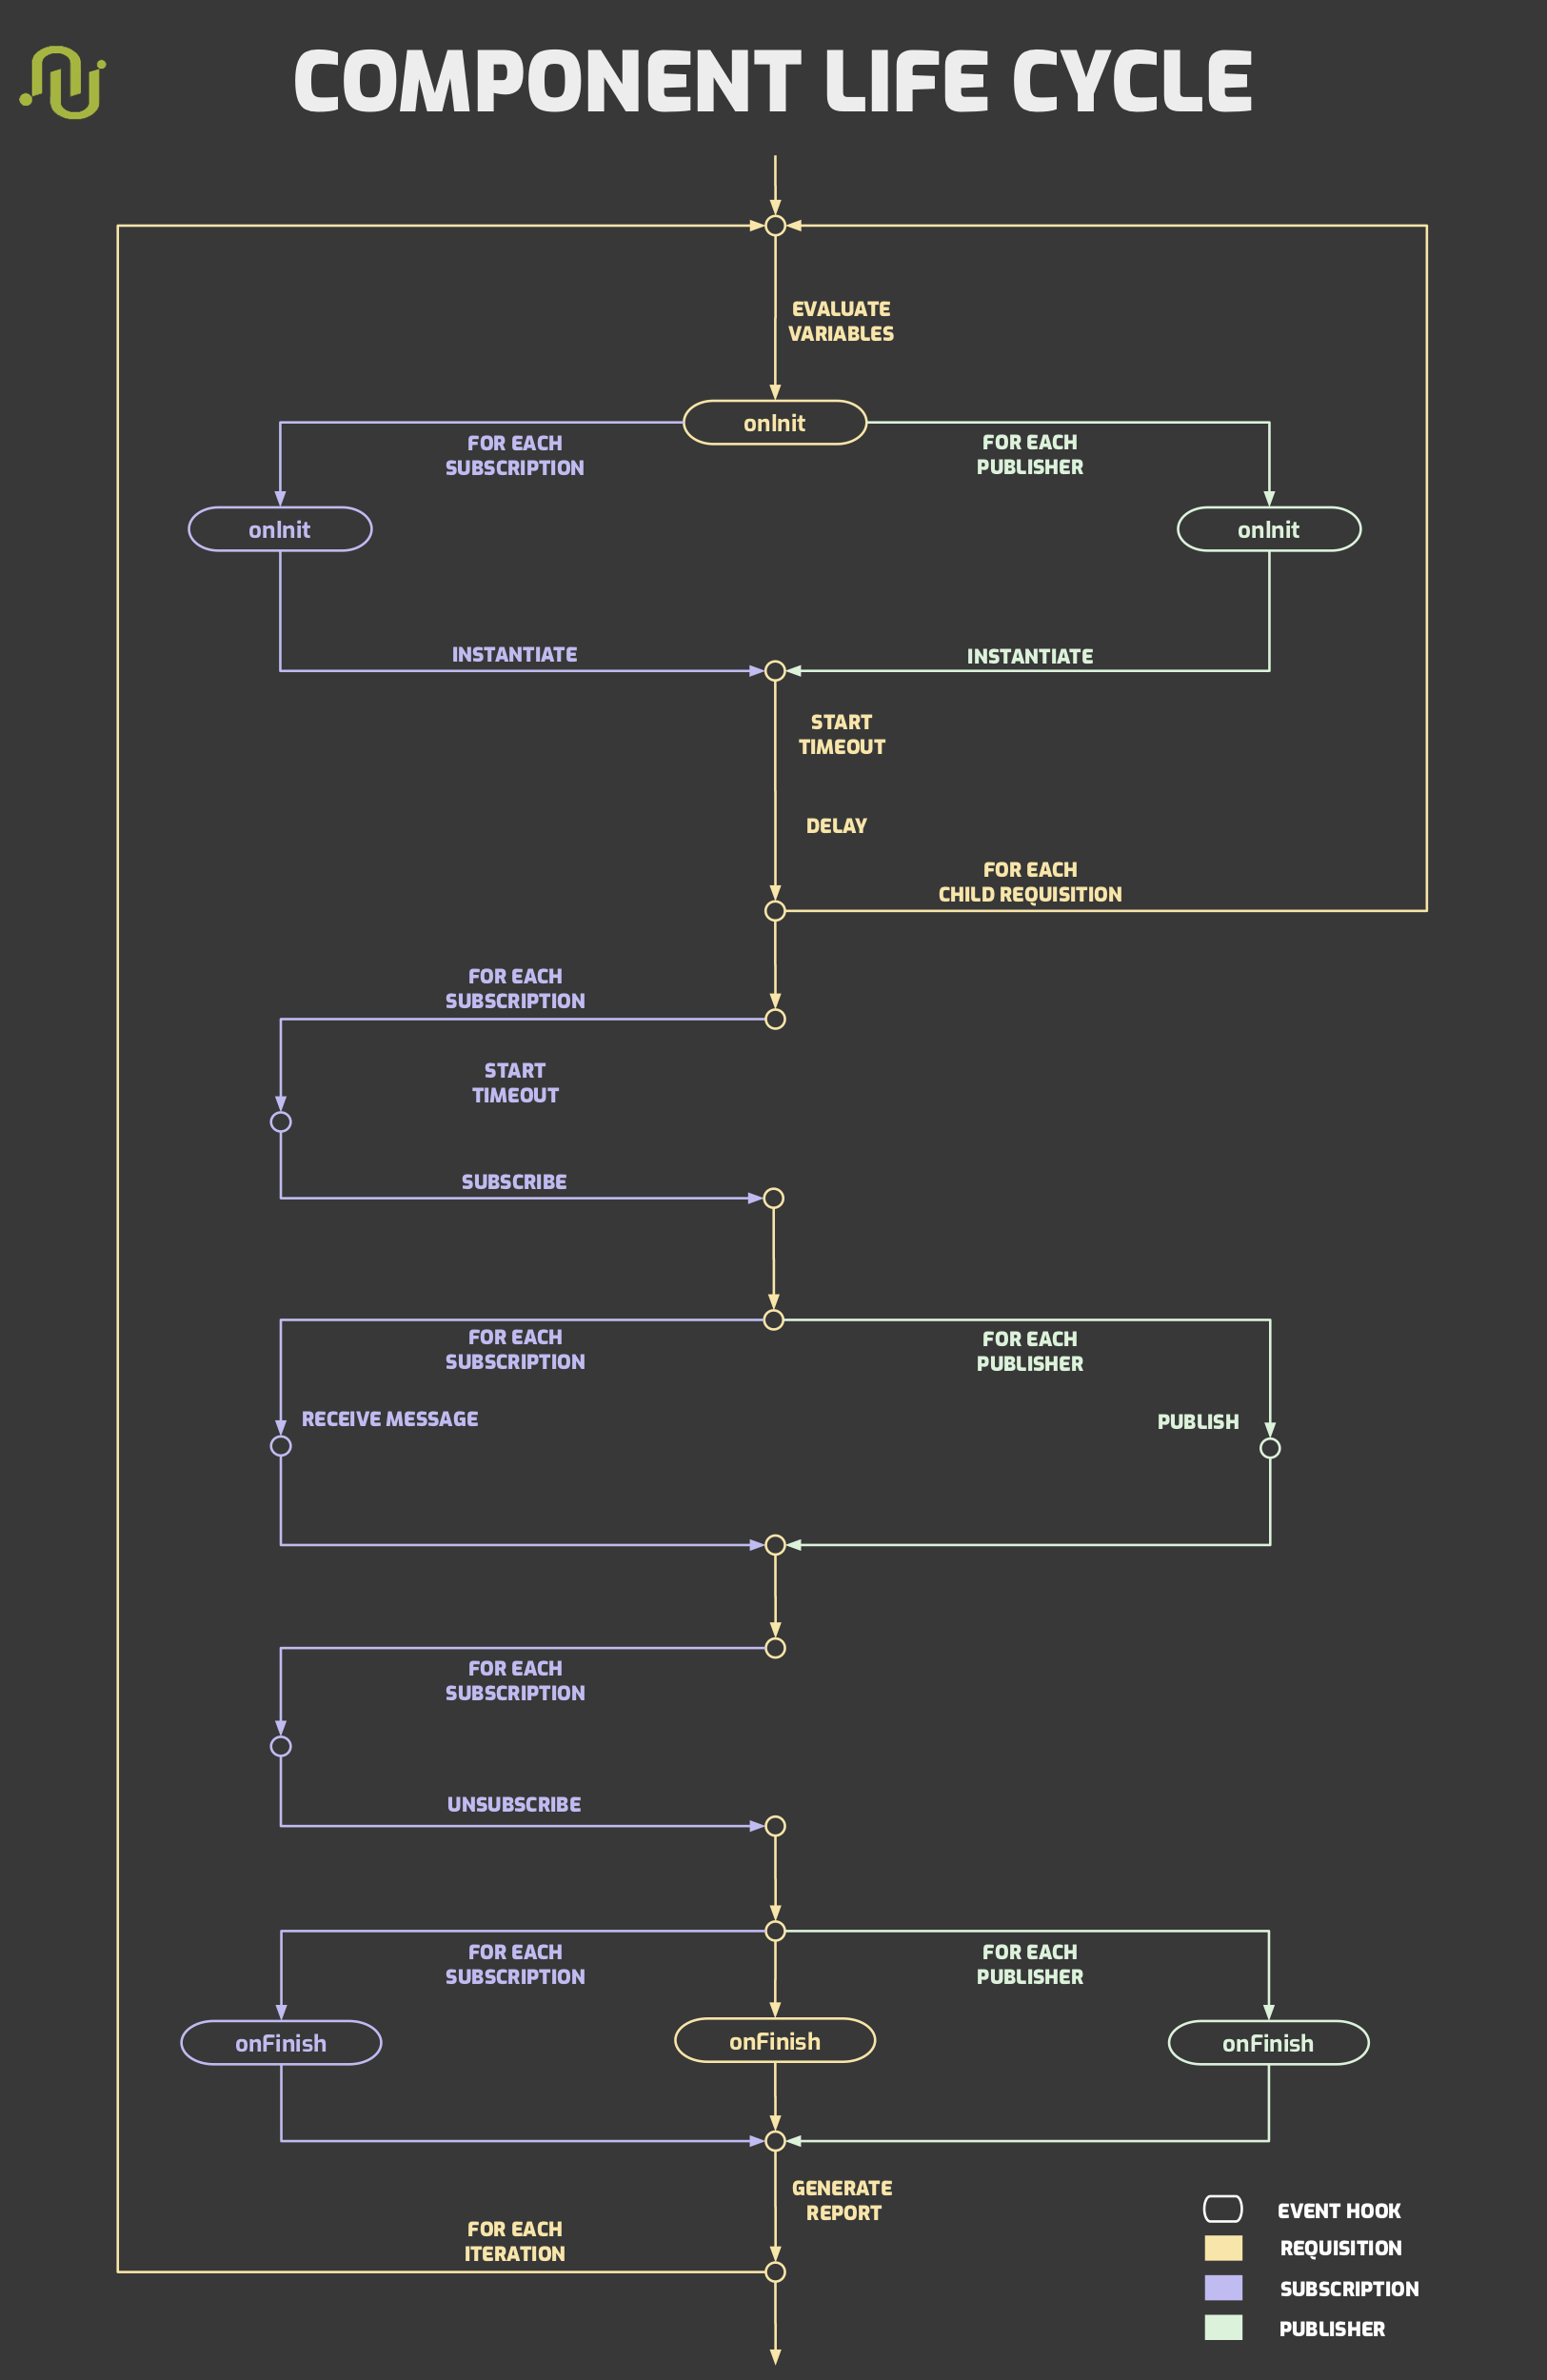 COMPONENT LIFE CYCLE
EVALUATE
VARIABLES
onInit
FOR EACH
SUBSCRIPTION
FOR EACH
PUBLISHER
onInit
onInit
INSTANTIATE
INSTANTIATE
START
TIMEOUT
DELAY
FOR EACH
CHILD REQUISITION
FOR EACH
SUBSCRIPTION
START
TIMEOUT
SUBSCRIBE
FOR EACH
SUBSCRIPTION
FOR EACH
PUBLISHER
RECEIVE MESSAGE
PUBLISH
FOR EACH
SUBSCRIPTION
UNSUBSCRIBE
FOR EACH
SUBSCRIPTION
FOR EACH
PUBLISHER
onFinish
onFinish
onFinish
GENERATE
REPORT
FOR EACH
ITERATION
EVENT HOOK
REQUISITION
SUBSCRIPTION
PUBLISHER